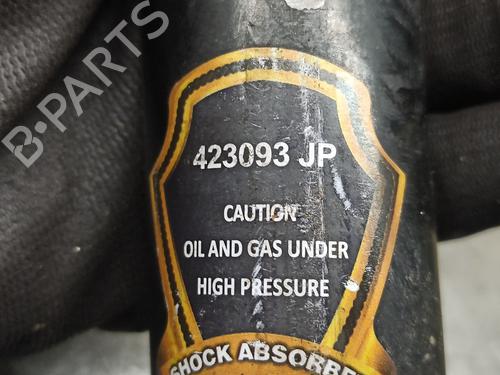 B-PARTS
423093 JP
CAUTION
OIL AND GAS UNDER
HIGH PRESSURE
SHOCK ABSORBE